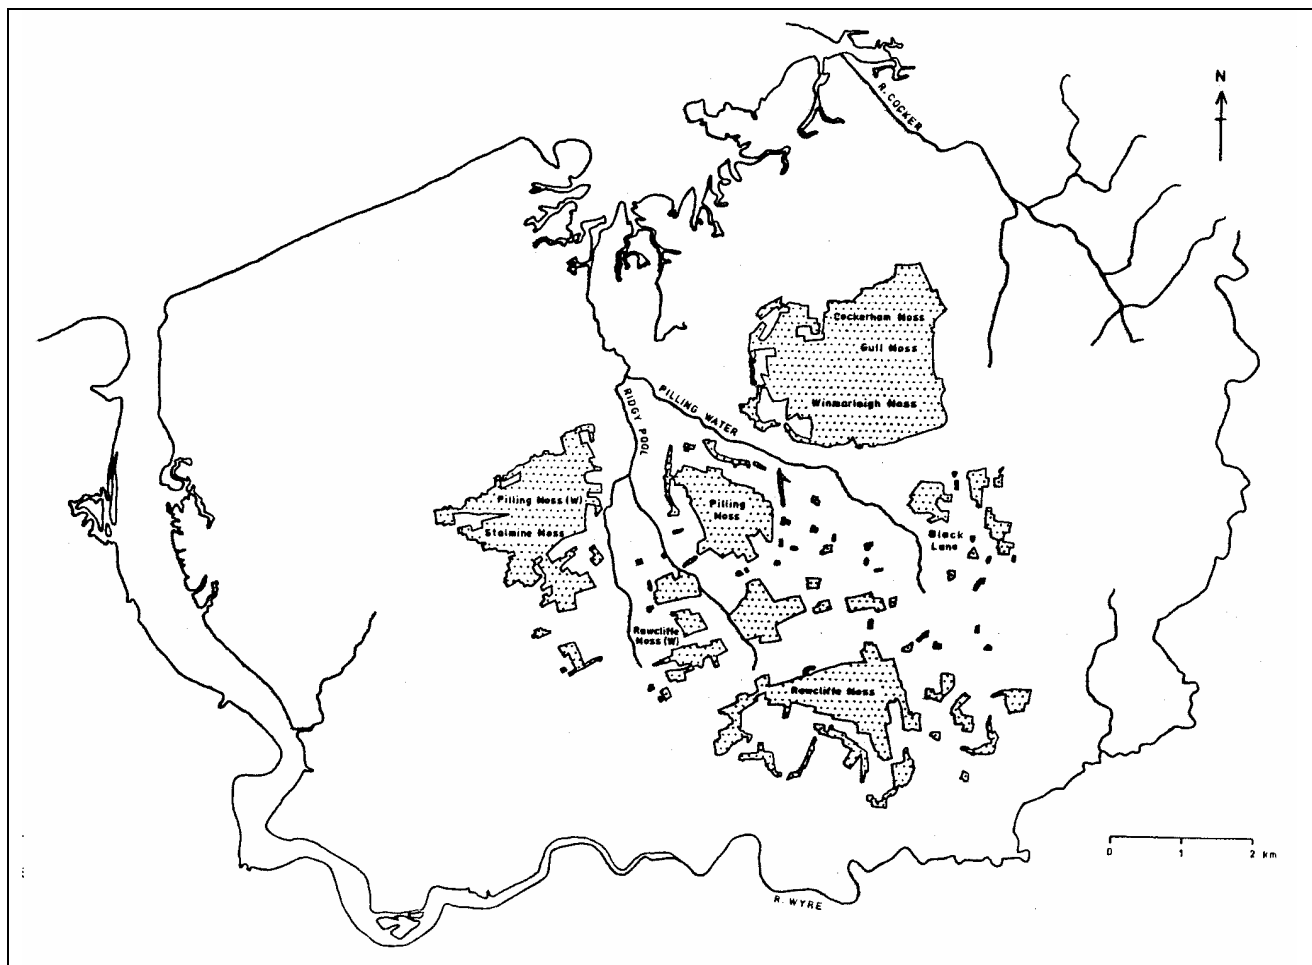 N
R. COCKER
Cockerham Moss
Gull Moss
Winmarleigh Moss
PILLING WATER
RIDGY POOL
Pilling Moss (W)
Stalmine Moss
Pilling
Moss
Black
Lane
Rawcliffe
Moss (W)
Rawcliffe Moss
0 1 2 km
R. WYRE